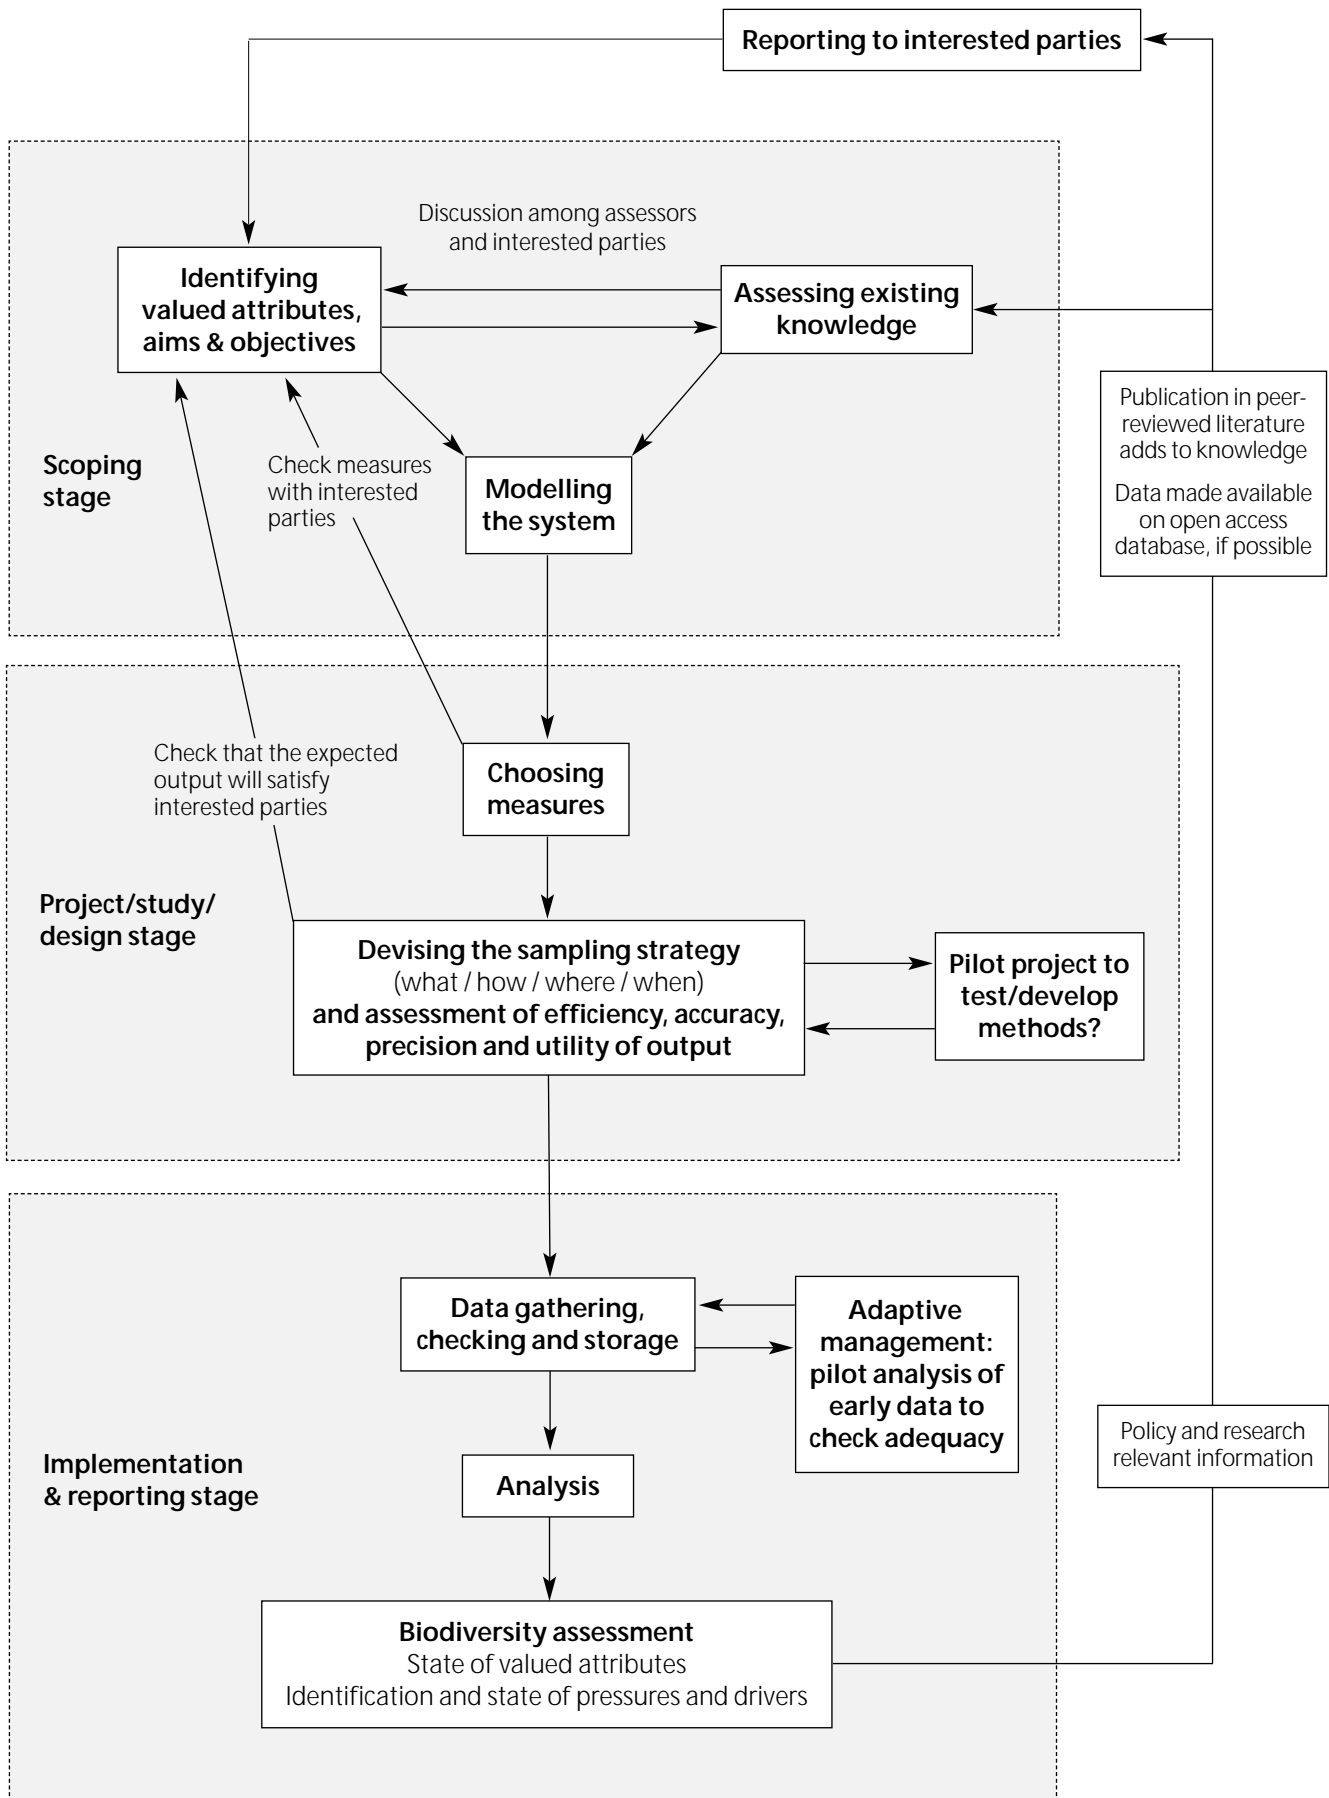 Reporting to interested parties
Discussion among assessors
and interested parties
Identifying
valued attributes,
aims & objectives
Assessing existing
knowledge
Publication in peer-
reviewed literature
adds to knowledge
Data made available
on open access
database, if possible
Scoping
stage
Check measures
with interested
parties
Modelling
the system
Check that the expected
output will satisfy
interested parties
Choosing
measures
Project/study/
design stage
Devising the sampling strategy
(what / how / where / when)
and assessment of efficiency, accuracy,
precision and utility of output
Pilot project to
test/develop
methods?
Data gathering,
checking and storage
Adaptive
management:
pilot analysis of
early data to
check adequacy
Policy and research
relevant information
Implementation
& reporting stage
Analysis
Biodiversity assessment
State of valued attributes
Identification and state of pressures and drivers